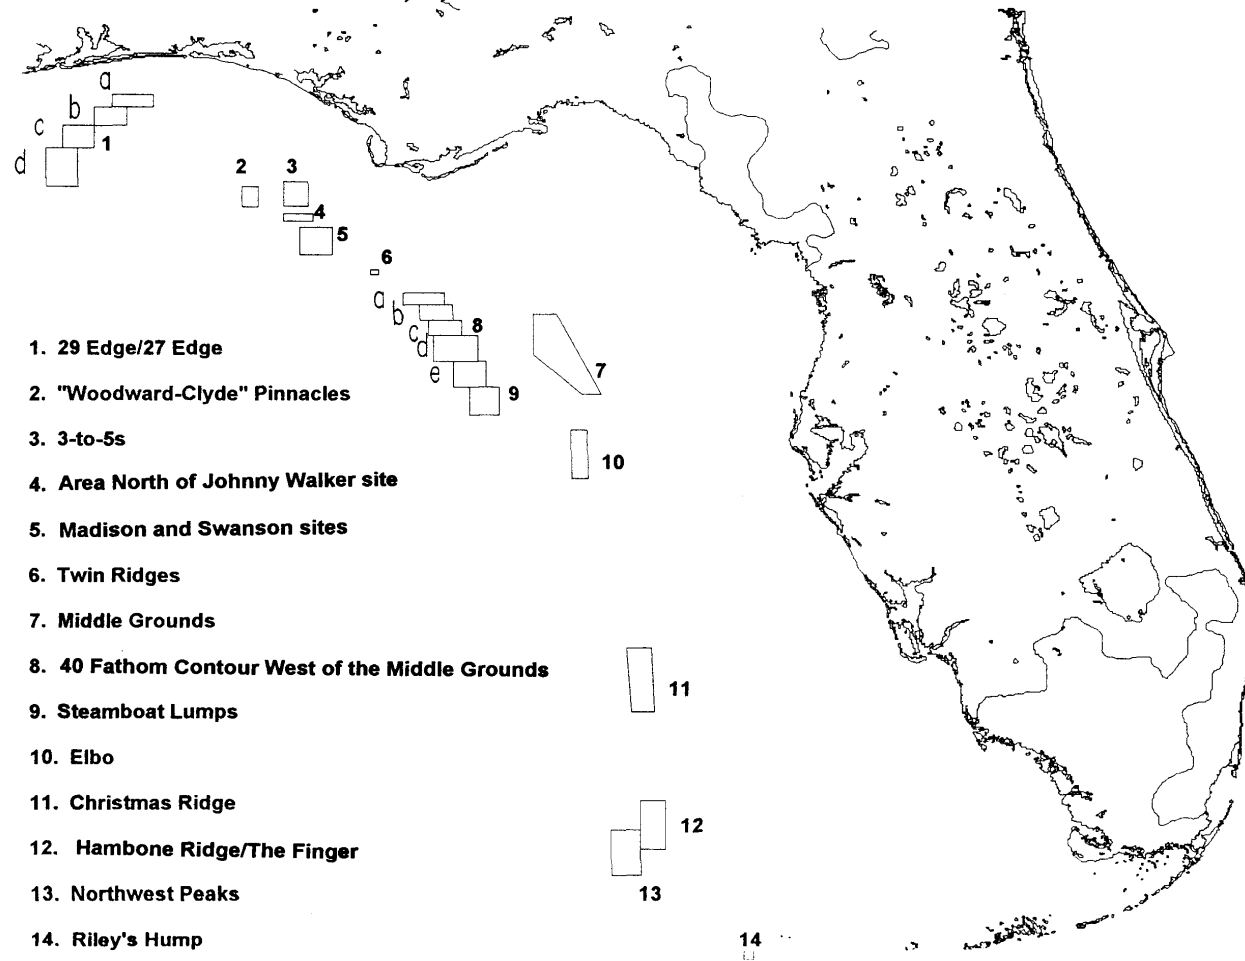 a
b
c
1
d
2
3
4
5
6
a
b
c
8
d
e
7
9
10
11
12
13
14
1. 29 Edge/27 Edge
2. "Woodward-Clyde" Pinnacles
3. 3-to-5s
4. Area North of Johnny Walker site
5. Madison and Swanson sites
6. Twin Ridges
7. Middle Grounds
8. 40 Fathom Contour West of the Middle Grounds
9. Steamboat Lumps
10. Elbo
11. Christmas Ridge
12. Hambone Ridge/The Finger
13. Northwest Peaks
14. Riley's Hump